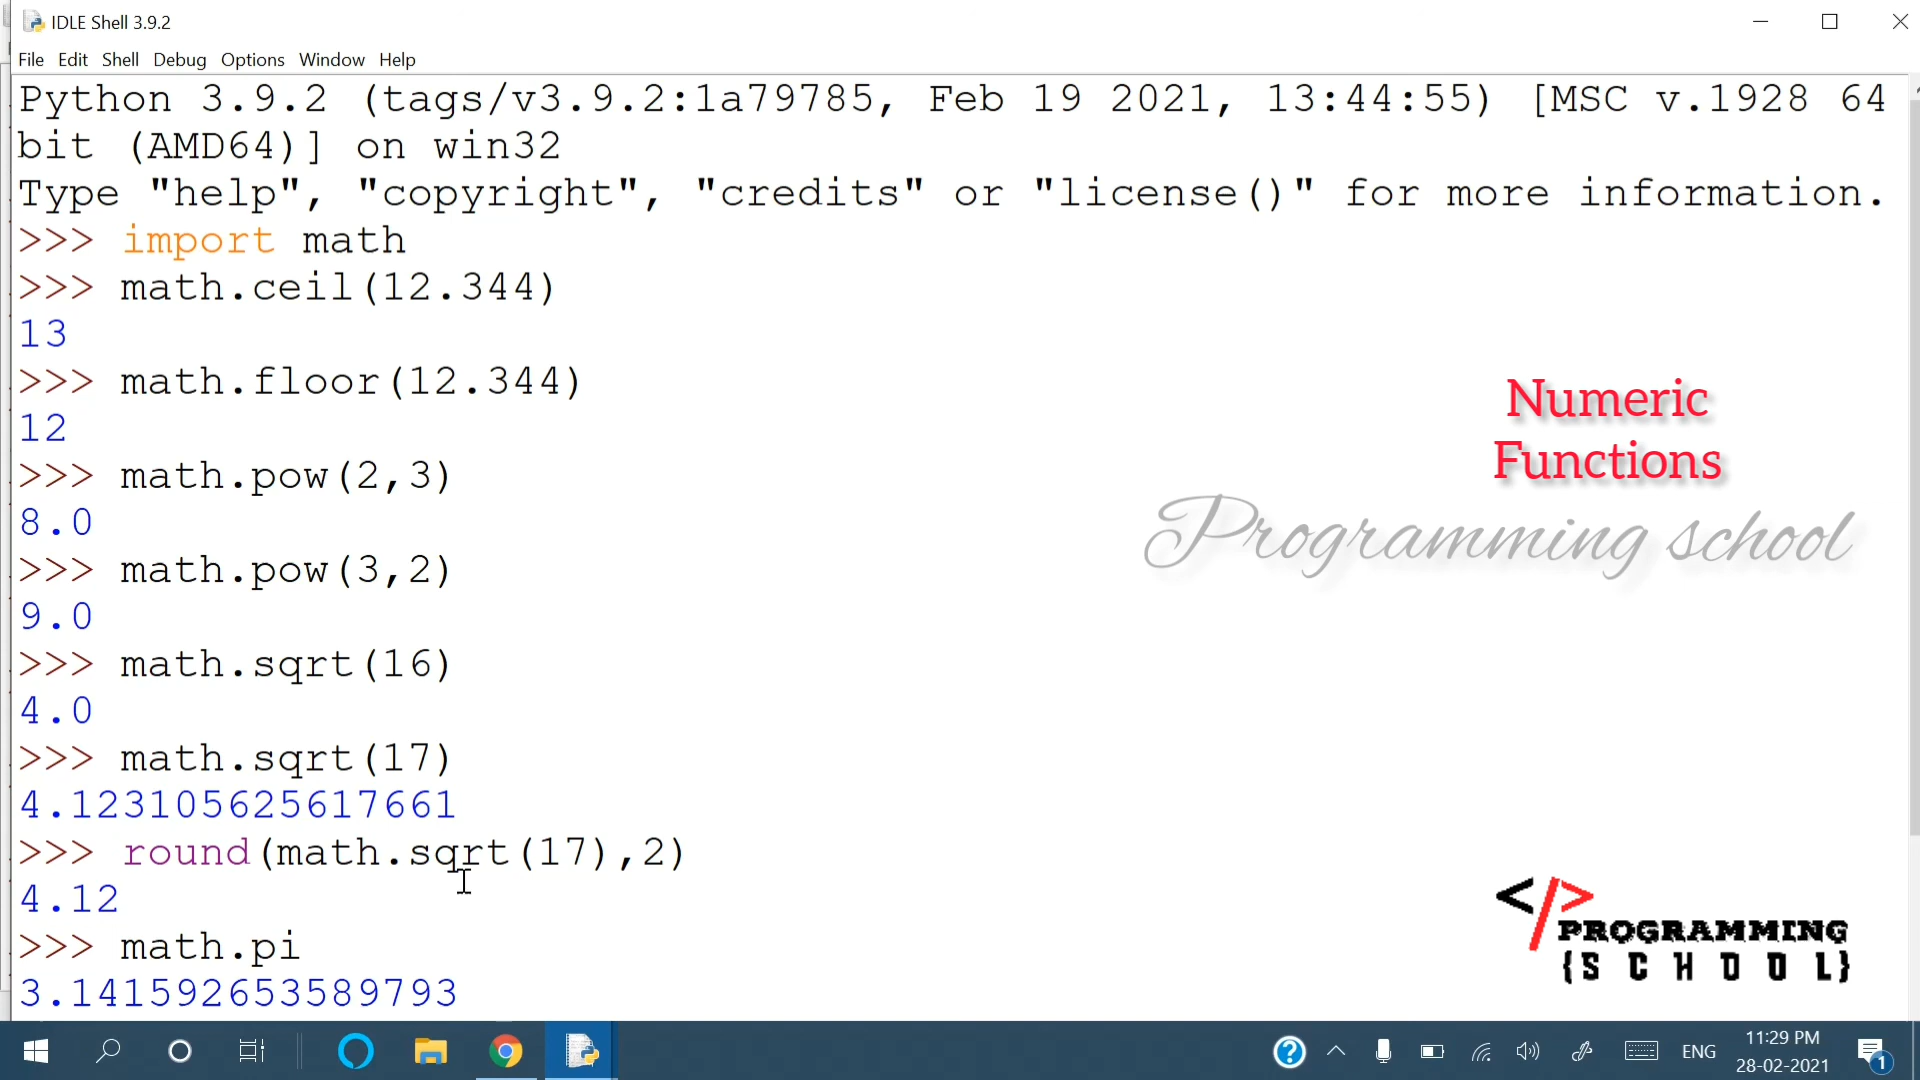 IDLE Shell 3.9.2
File Edit Shell Debug Options Window Help
Python 3.9.2 (tags/v3.9.2:1a79785, Feb 19 2021, 13:44:55) [MSC v.1928 64
bit (AMD64)] on win32
Type "help", "copyright", "credits" or "license()" for more information.
>>> import math
>>> math.ceil(12.344)
13
>>> math.floor(12.344)
12
>>> math.pow(2,3)
8.0
>>> math.pow(3,2)
9.0
>>> math.sqrt(16)
4.0
>>> math.sqrt(17)
4.123105625617661
>>> round(math.sqrt(17),2)
4.12
>>> math.pi
3.141592653589793
Numeric
Functions
Programming school
</>
PROGRAMMING
{SCHOOL}
ENG
11:29 PM
28-02-2021
1